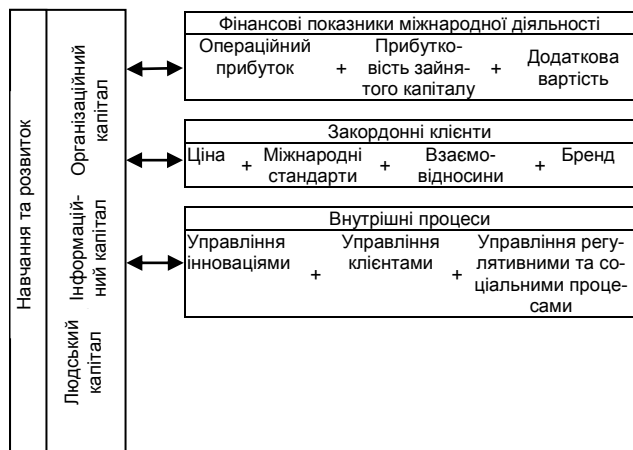 Навчання та розвиток
Організаційний
капітал
Інформацій-
ний капітал
Людський
капітал
Фінансові показники міжнародної діяльності
Операційний
прибуток
+
Прибутко-
вість зайня-
того капіталу
+
Додаткова
вартість
Закордонні клієнти
Ціна
+
Міжнародні
стандарти
+
Взаємо-
відносини
+
Бренд
Внутрішні процеси
Управління
інноваціями
+
Управління
клієнтами
+
Управління регу-
лятивними та со-
ціальними проце-
сами